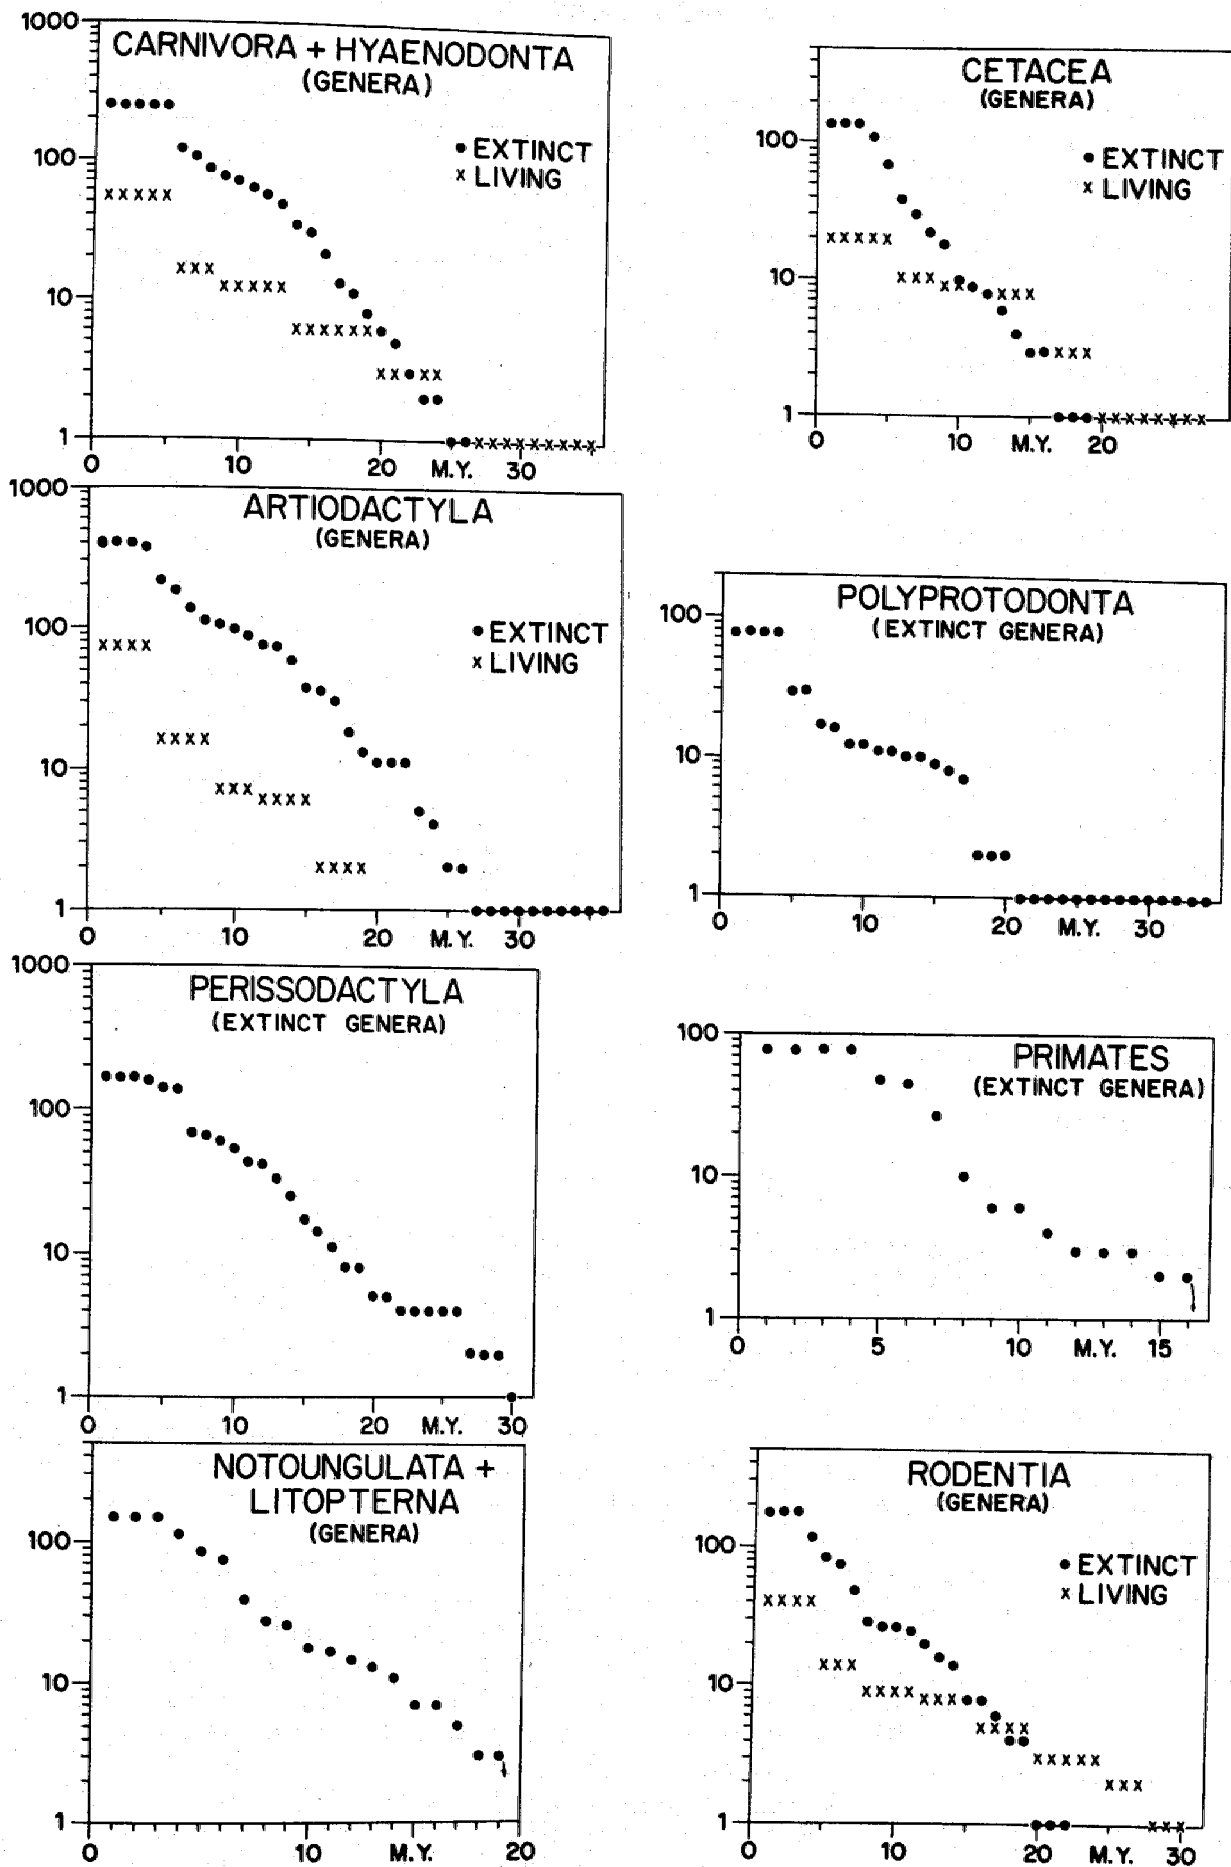 1000
CARNIVORA + HYAENODONTA
(GENERA)
100
• EXTINCT
x LIVING
10
1
0 10 20 M.Y. 30
CETACEA
(GENERA)
100
• EXTINCT
x LIVING
10
1
0 10 M.Y. 20
1000
ARTIODACTYLA
(GENERA)
100
• EXTINCT
x LIVING
10
1
0 10 20 M.Y. 30
POLYPROTODONTA
(EXTINCT GENERA)
100
10
1
0 10 20 M.Y. 30
1000
PERISSODACTYLA
(EXTINCT GENERA)
100
10
1
0 10 20 M.Y. 30
100
PRIMATES
(EXTINCT GENERA)
10
1
0 5 10 M.Y. 15
NOTOUNGULATA +
LITOPTERNA
(GENERA)
100
10
1
0 10 M.Y. 20
RODENTIA
(GENERA)
100
• EXTINCT
x LIVING
10
1
0 10 20 M.Y. 30